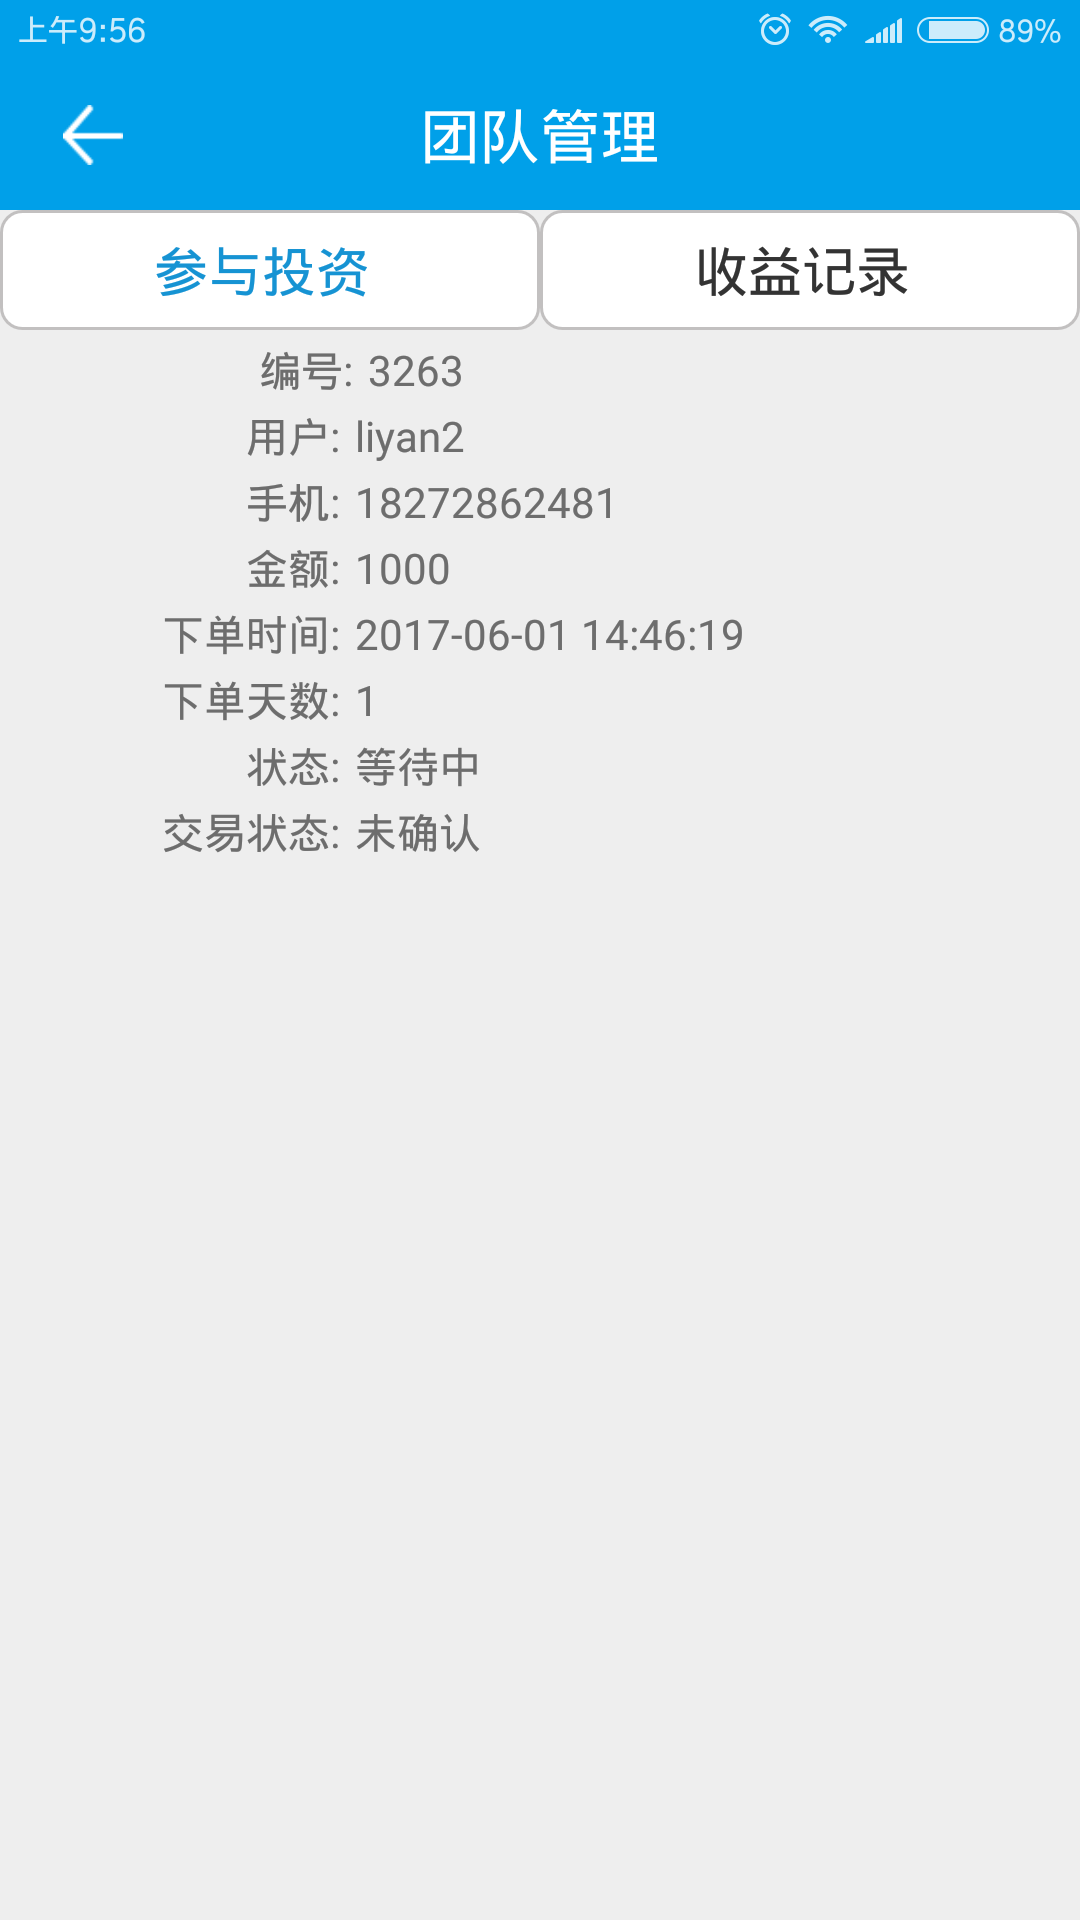 上午9:56 89%
团队管理
参与投资 收益记录
编号: 3263
用户: liyan2
手机: 18272862481
金额: 1000
下单时间: 2017-06-01 14:46:19
下单天数: 1
状态: 等待中
交易状态: 未确认